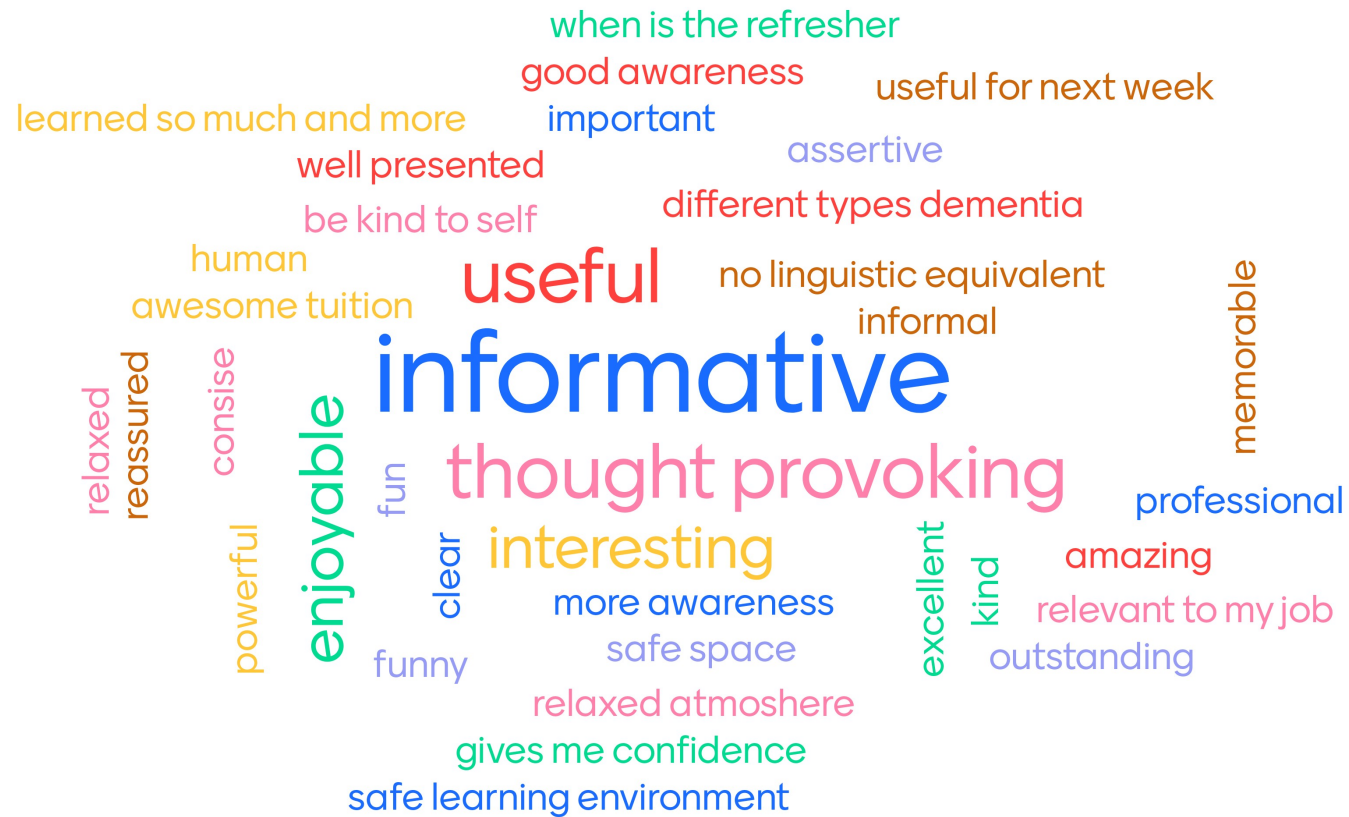 when is the refresher
good awareness
useful for next week
learned so much and more
important
assertive
well presented
different types dementia
be kind to self
human
useful
no linguistic equivalent
awesome tuition
informal
memorable
informative
relaxed
reassured
consise
enjoyable
fun
thought provoking
professional
powerful
clear
interesting
excellent
kind
amazing
more awareness
relevant to my job
safe space
outstanding
funny
relaxed atmoshere
gives me confidence
safe learning environment